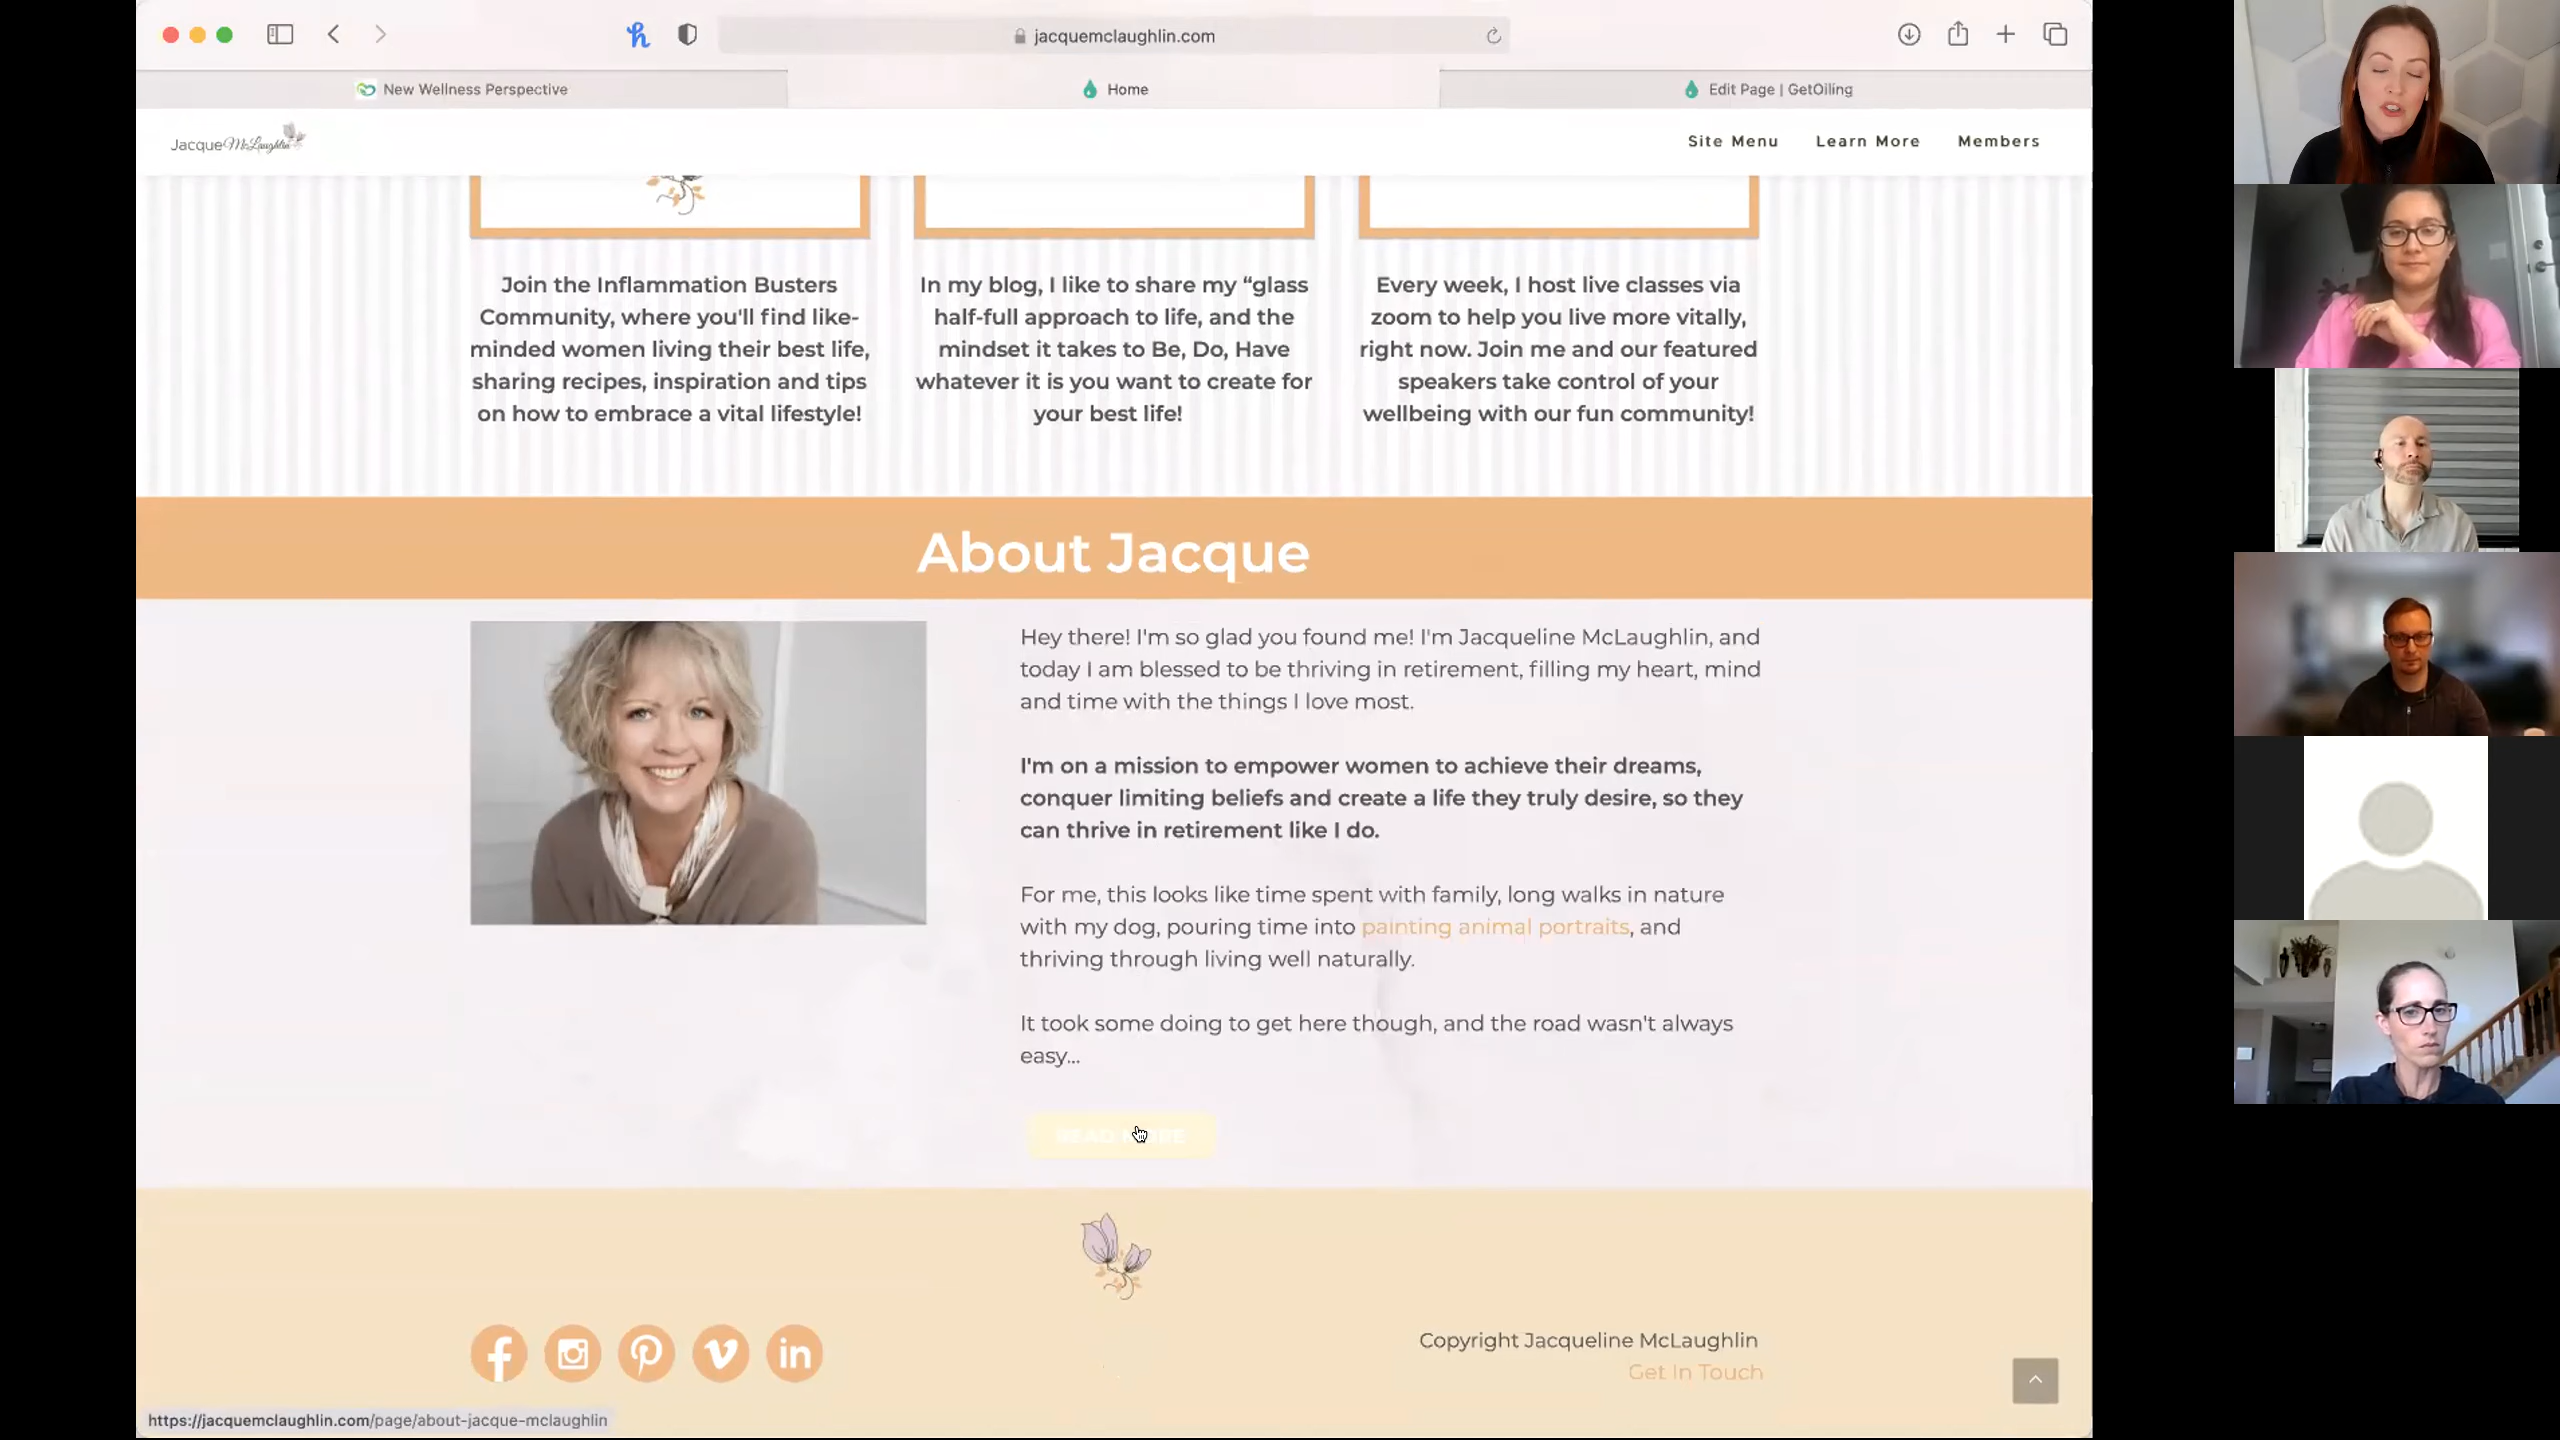 jacquemclaughlin.com
New Wellness Perspective
Home
Edit Page | GetOiling
Jacque McLaughlin
Site Menu
Learn More
Members
Join the Inflammation Busters
Community, where you'll find like-
minded women living their best life,
sharing recipes, inspiration and tips
on how to embrace a vital lifestyle!
In my blog, I like to share my “glass
half-full approach to life, and the
mindset it takes to Be, Do, Have
whatever it is you want to create for
your best life!
Every week, I host live classes via
zoom to help you live more vitally,
right now. Join me and our featured
speakers take control of your
wellbeing with our fun community!
About Jacque
Hey there! I'm so glad you found me! I'm Jacqueline McLaughlin, and
today I am blessed to be thriving in retirement, filling my heart, mind
and time with the things I love most.
I'm on a mission to empower women to achieve their dreams,
conquer limiting beliefs and create a life they truly desire, so they
can thrive in retirement like I do.
For me, this looks like time spent with family, long walks in nature
with my dog, pouring time into painting animal portraits, and
thriving through living well naturally.
It took some doing to get here though, and the road wasn't always
easy...
READ MORE
Copyright Jacqueline McLaughlin
Get In Touch
https://jacquemclaughlin.com/page/about-jacque-mclaughlin